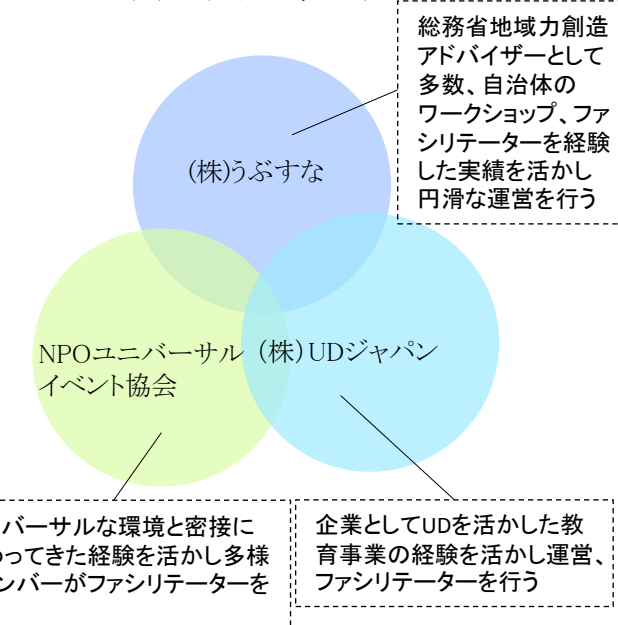 総務省地域力創造
アドバイザーとして
多数、自治体の
ワークショップ、ファ
シリテーターを経験
した実績を活かし
円滑な運営を行う
(株)うぶすな
NPOユニバーサル
イベント協会
(株)UDジャパン
バーサルな環境と密接に
ってきた経験を活かし多様
ンバーがファシリテーターを
企業としてUDを活かした教
育事業の経験を活かし運営、
ファシリテーターを行う